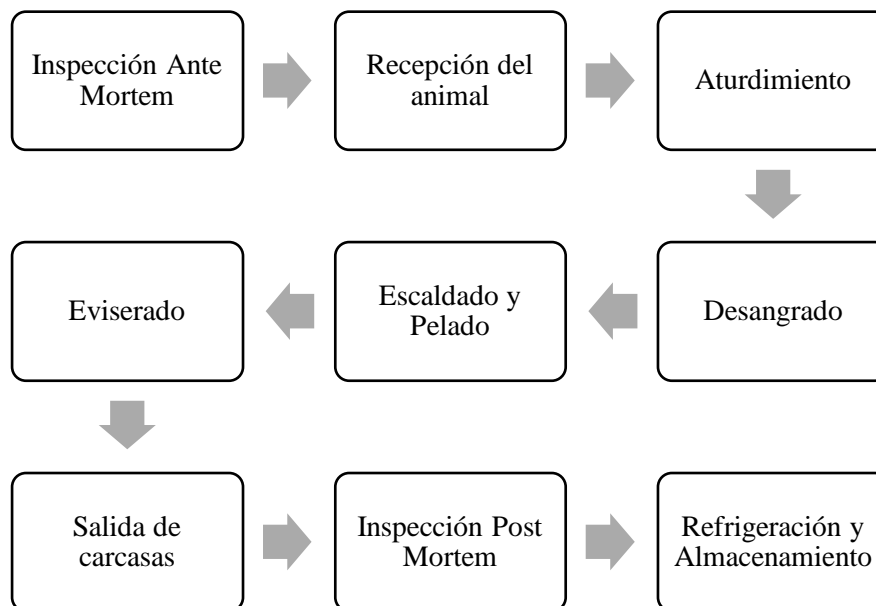 Inspección Ante
Mortem
Recepción del
animal
Aturdimiento
Desangrado
Escaldado y
Pelado
Eviserado
Salida de
carcasas
Inspección Post
Mortem
Refrigeración y
Almacenamiento